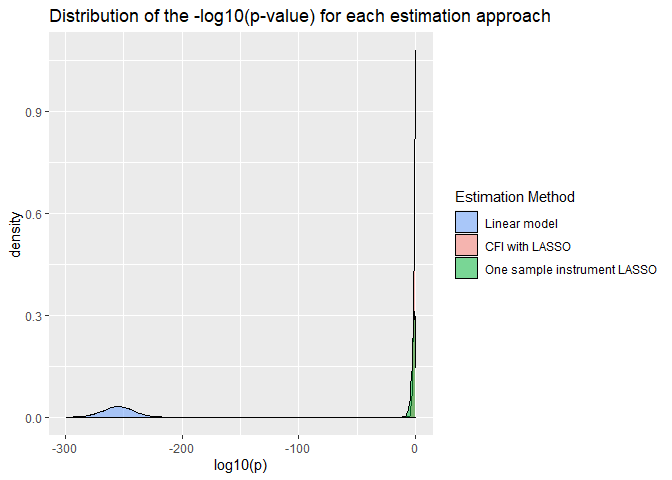 Distribution of the -log10(p-value) for each estimation approach
density
0.9
0.6
0.3
0.0
-300
-200
-100
0
log10(p)
Estimation Method
Linear model
CFI with LASSO
One sample instrument LASSO